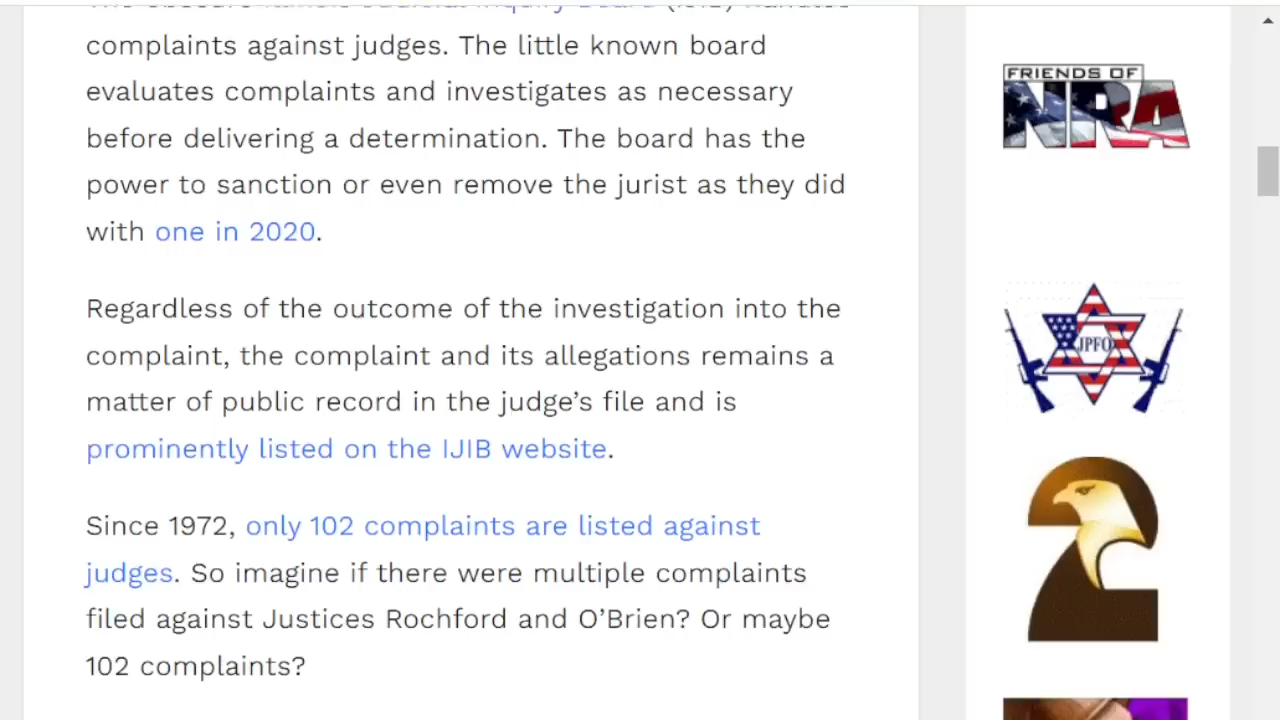 complaints against judges. The little known board
evaluates complaints and investigates as necessary
before delivering a determination. The board has the
power to sanction or even remove the jurist as they did
with one in 2020.
Regardless of the outcome of the investigation into the
complaint, the complaint and its allegations remains a
matter of public record in the judge’s file and is
prominently listed on the IJIB website.
Since 1972, only 102 complaints are listed against
judges. So imagine if there were multiple complaints
filed against Justices Rochford and O’Brien? Or maybe
102 complaints?
FRIENDS OF
NRA
JPFO
2